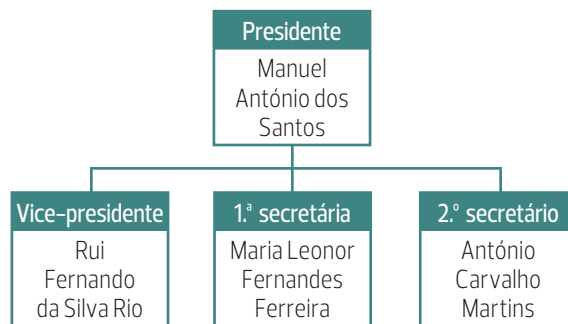 Presidente
Manuel
António dos
Santos
Vice-presidente
Rui
Fernando
da Silva Rio
1.ª secretária
Maria Leonor
Fernandes
Ferreira
2.º secretário
António
Carvalho
Martins